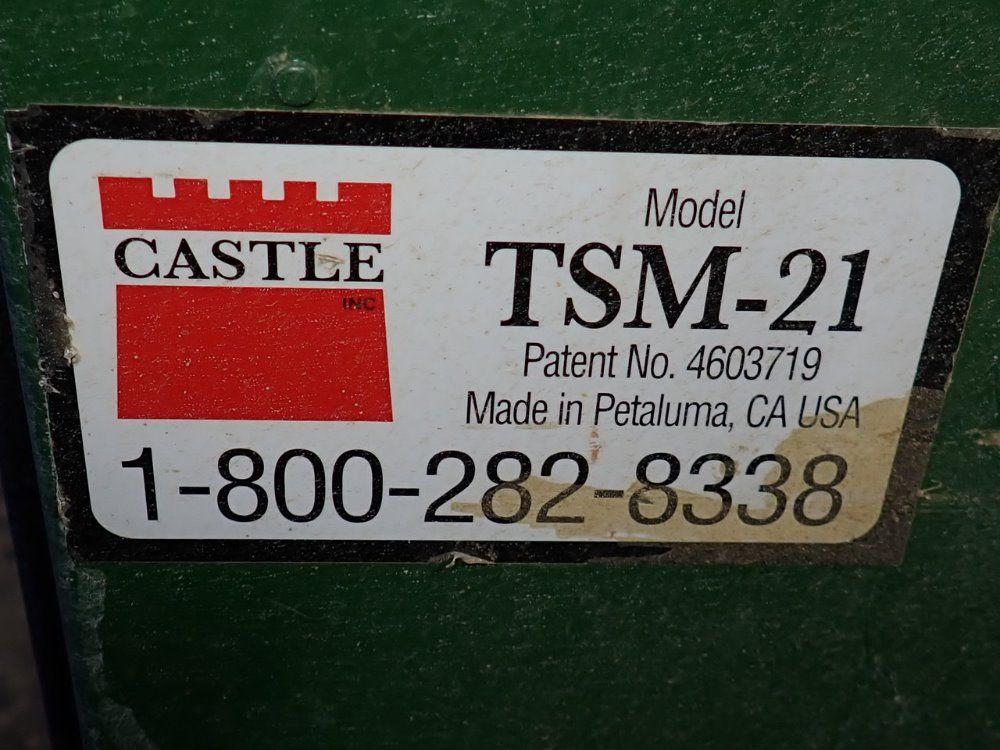 CASTLE
INC
Model
TSM-21
Patent No. 4603719
Made in Petaluma, CA USA
1-800-282-8338